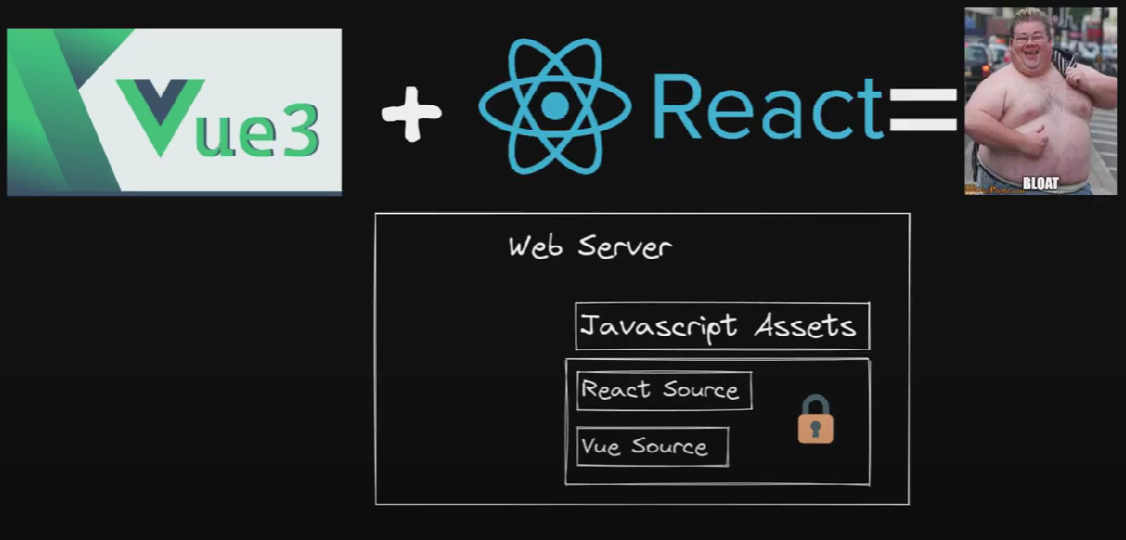 Vue3
+
React
=
BLOAT
Web Server
Javascript Assets
React Source
Vue Source